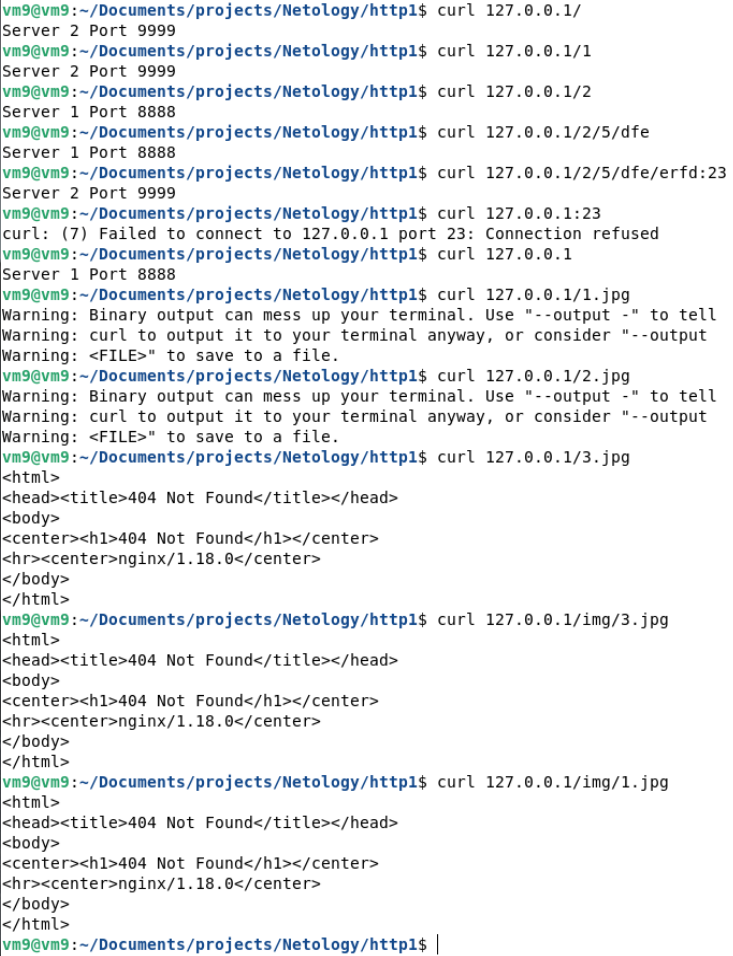 vm9@vm9:~/Documents/projects/Netology/http1$ curl 127.0.0.1/
Server 2 Port 9999
vm9@vm9:~/Documents/projects/Netology/http1$ curl 127.0.0.1/1
Server 2 Port 9999
vm9@vm9:~/Documents/projects/Netology/http1$ curl 127.0.0.1/2
Server 1 Port 8888
vm9@vm9:~/Documents/projects/Netology/http1$ curl 127.0.0.1/2/5/dfe
Server 1 Port 8888
vm9@vm9:~/Documents/projects/Netology/http1$ curl 127.0.0.1/2/5/dfe/erfd:23
Server 2 Port 9999
vm9@vm9:~/Documents/projects/Netology/http1$ curl 127.0.0.1:23
curl: (7) Failed to connect to 127.0.0.1 port 23: Connection refused
vm9@vm9:~/Documents/projects/Netology/http1$ curl 127.0.0.1
Server 1 Port 8888
vm9@vm9:~/Documents/projects/Netology/http1$ curl 127.0.0.1/1.jpg
Warning: Binary output can mess up your terminal. Use "--output -" to tell
Warning: curl to output it to your terminal anyway, or consider "--output
Warning: <FILE>" to save to a file.
vm9@vm9:~/Documents/projects/Netology/http1$ curl 127.0.0.1/2.jpg
Warning: Binary output can mess up your terminal. Use "--output -" to tell
Warning: curl to output it to your terminal anyway, or consider "--output
Warning: <FILE>" to save to a file.
vm9@vm9:~/Documents/projects/Netology/http1$ curl 127.0.0.1/3.jpg
<html>
<head><title>404 Not Found</title></head>
<body>
<center><h1>404 Not Found</h1></center>
<hr><center>nginx/1.18.0</center>
</body>
</html>
vm9@vm9:~/Documents/projects/Netology/http1$ curl 127.0.0.1/img/3.jpg
<html>
<head><title>404 Not Found</title></head>
<body>
<center><h1>404 Not Found</h1></center>
<hr><center>nginx/1.18.0</center>
</body>
</html>
vm9@vm9:~/Documents/projects/Netology/http1$ curl 127.0.0.1/img/1.jpg
<html>
<head><title>404 Not Found</title></head>
<body>
<center><h1>404 Not Found</h1></center>
<hr><center>nginx/1.18.0</center>
</body>
</html>
vm9@vm9:~/Documents/projects/Netology/http1$